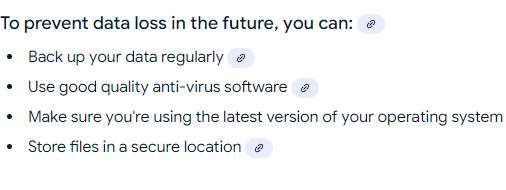 To prevent data loss in the future, you can:
Back up your data regularly
Use good quality anti-virus software
Make sure you're using the latest version of your operating system
Store files in a secure location